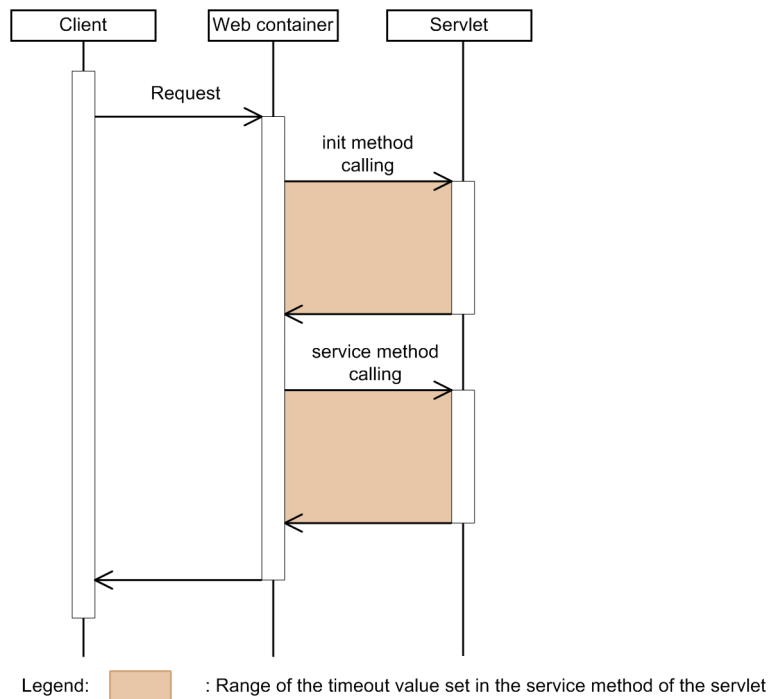 Client
Web container
Servlet
Request
init method
calling
service method
calling
Legend:
: Range of the timeout value set in the service method of the servlet